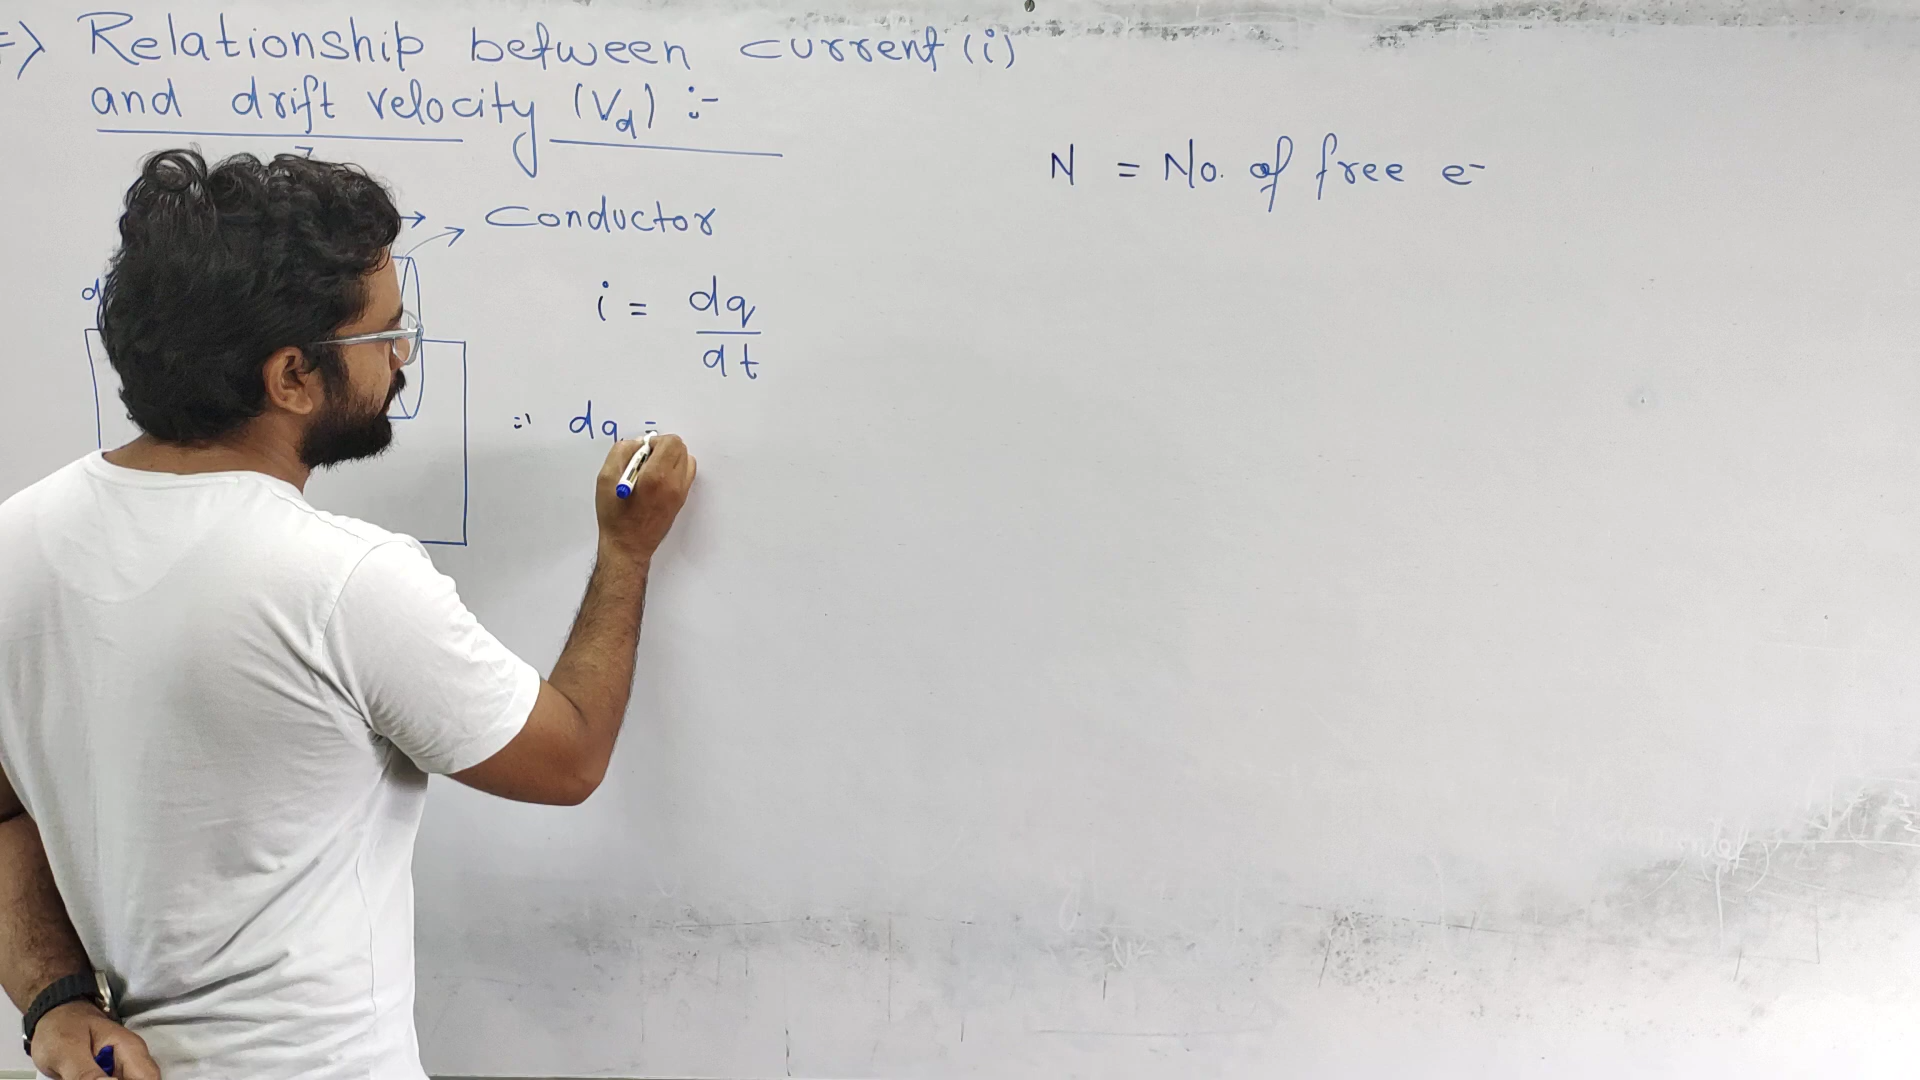 => Relationship between current (i)
and drift velocity (Vd) :-
N = No. of free e-
Conductor
i = dq
dt
=> dq =